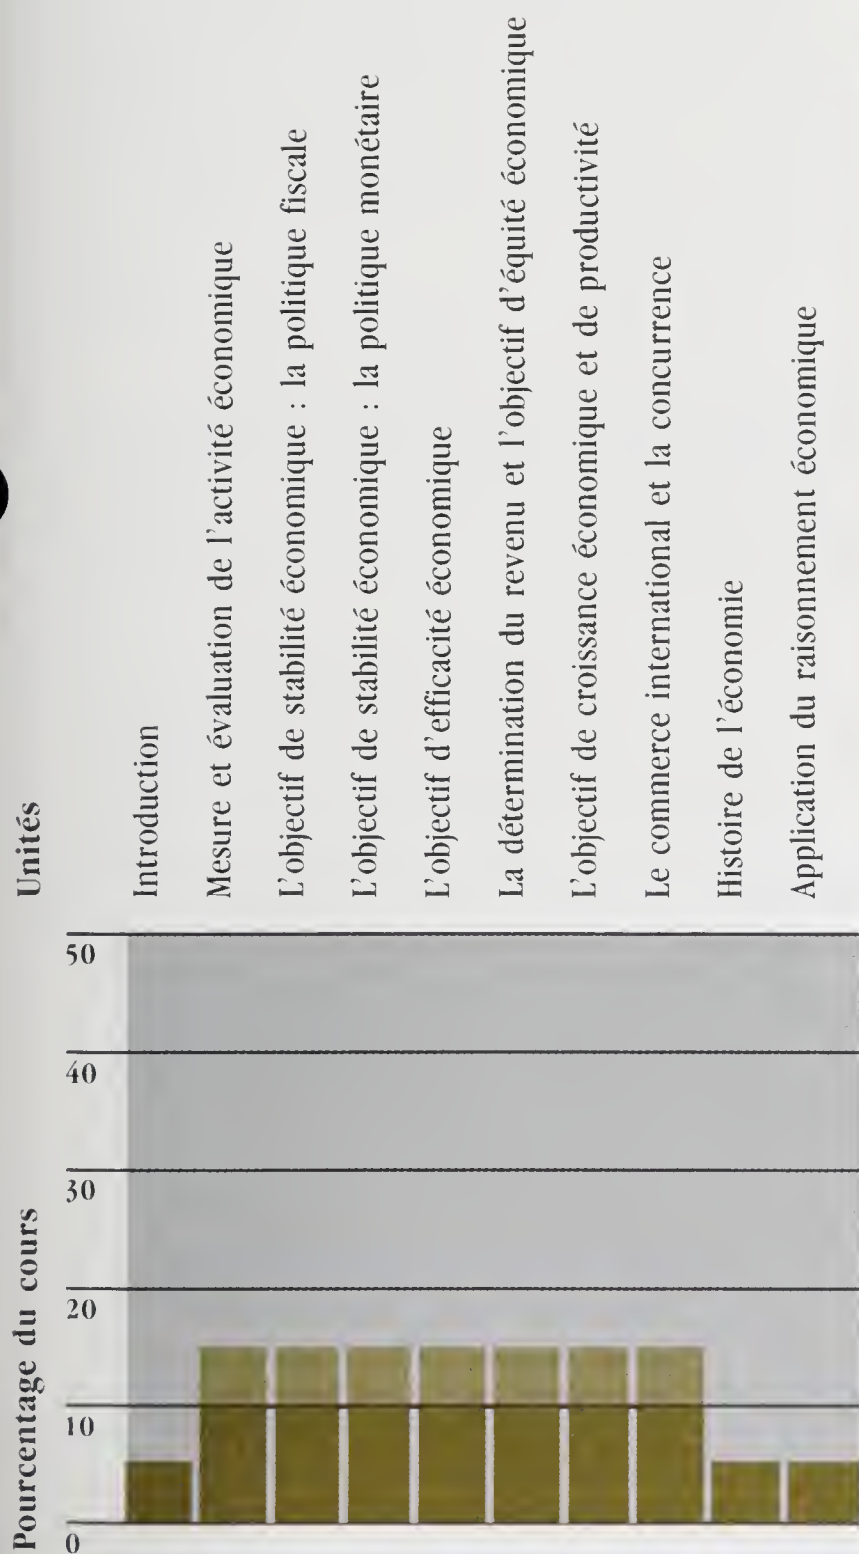 Unités
Introduction
Mesure et évaluation de l'activité économique
L'objectif de stabilité économique : la politique fiscale
L'objectif de stabilité économique : la politique monétaire
L'objectif d'efficacité économique
La détermination du revenu et l'objectif d'équité économique
L'objectif de croissance économique et de productivité
Le commerce international et la concurrence
Histoire de l'économie
Application du raisonnement économique
Pourcentage du cours
0
10
20
30
40
50